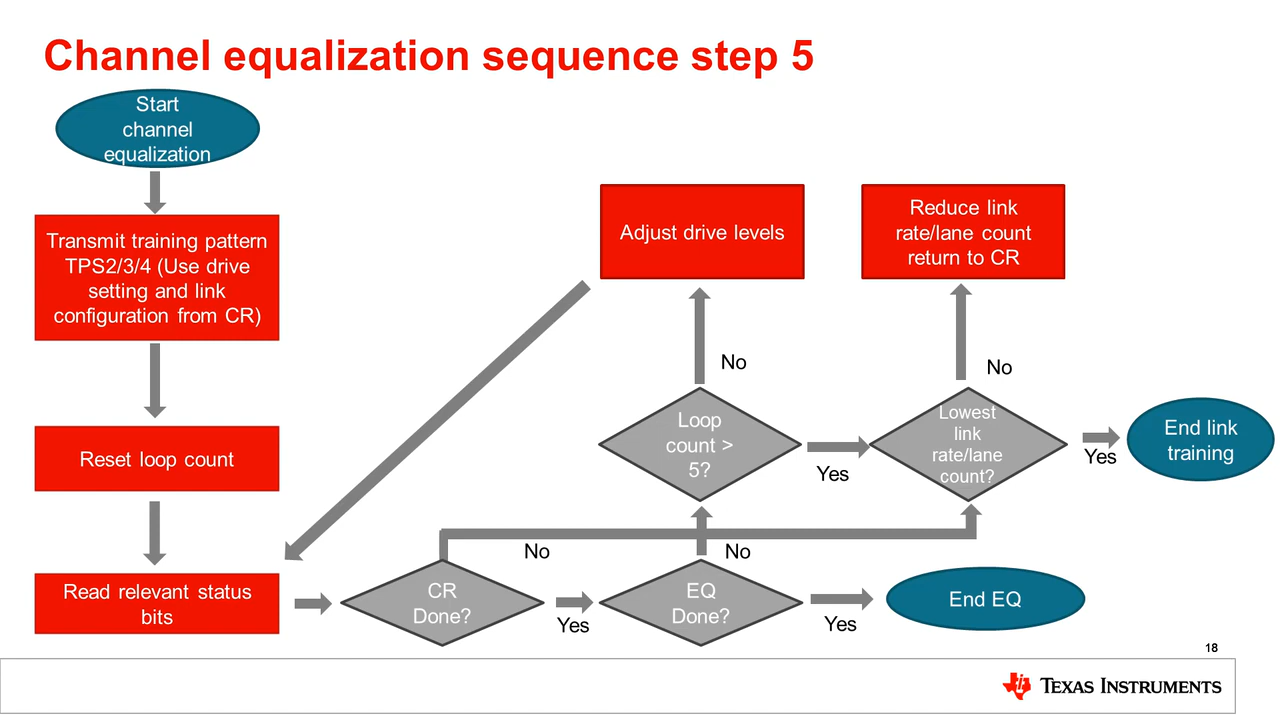 Channel equalization sequence step 5
Start
channel
equalization
Transmit training pattern
TPS2/3/4 (Use drive
setting and link
configuration from CR)
Reset loop count
Read relevant status
bits
CR
Done?
Yes
No
EQ
Done?
Yes
No
End EQ
Loop
count >
5?
No
Yes
Adjust drive levels
Lowest
link
rate/lane
count?
No
Yes
Reduce link
rate/lane count
return to CR
End link
training
18
TEXAS INSTRUMENTS